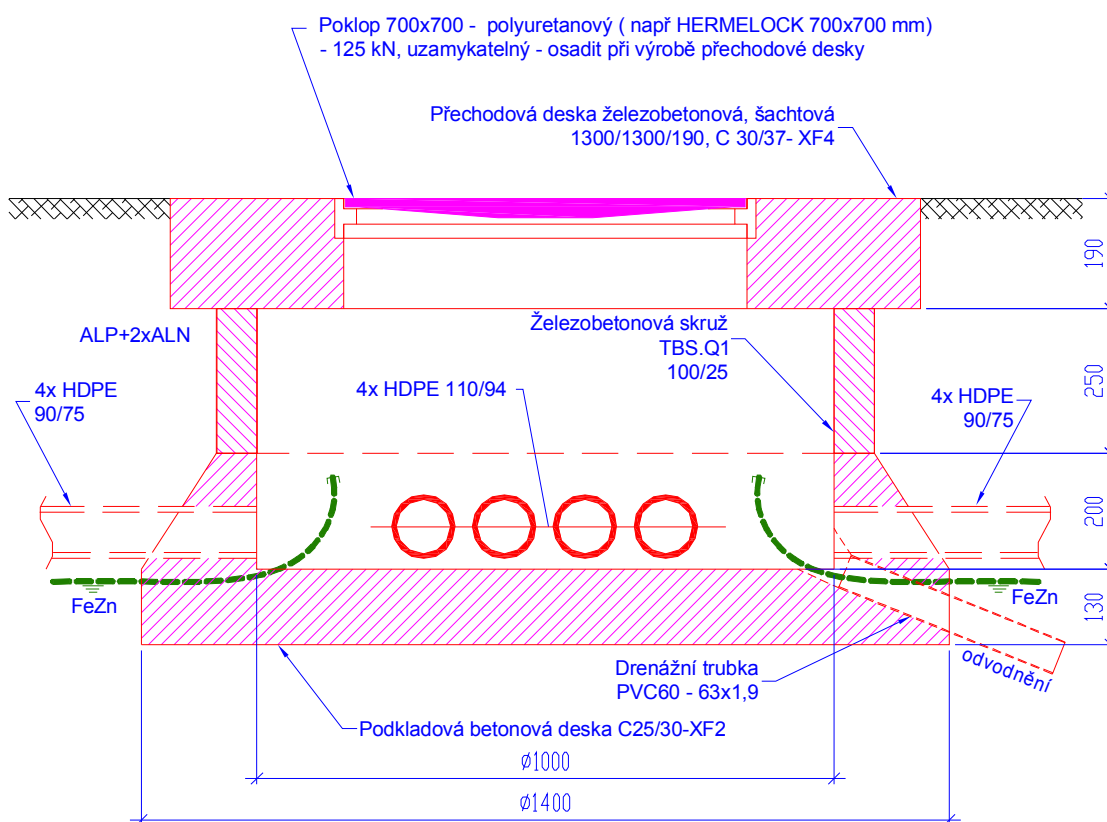 Poklop 700x700 - polyuretanový ( např HERMELOCK 700x700 mm)
- 125 kN, uzamykatelný - osadit při výrobě přechodové desky
Přechodová deska železobetonová, šachtová
1300/1300/190, C 30/37- XF4
190
ALP+2xALN
Železobetonová skruž
TBS.Q1
100/25
250
4x HDPE
90/75
4x HDPE 110/94
4x HDPE
90/75
200
FeZn
FeZn
130
odvodnění
Drenážní trubka
PVC60 - 63x1,9
Podkladová betonová deska C25/30-XF2
ø1000
ø1400